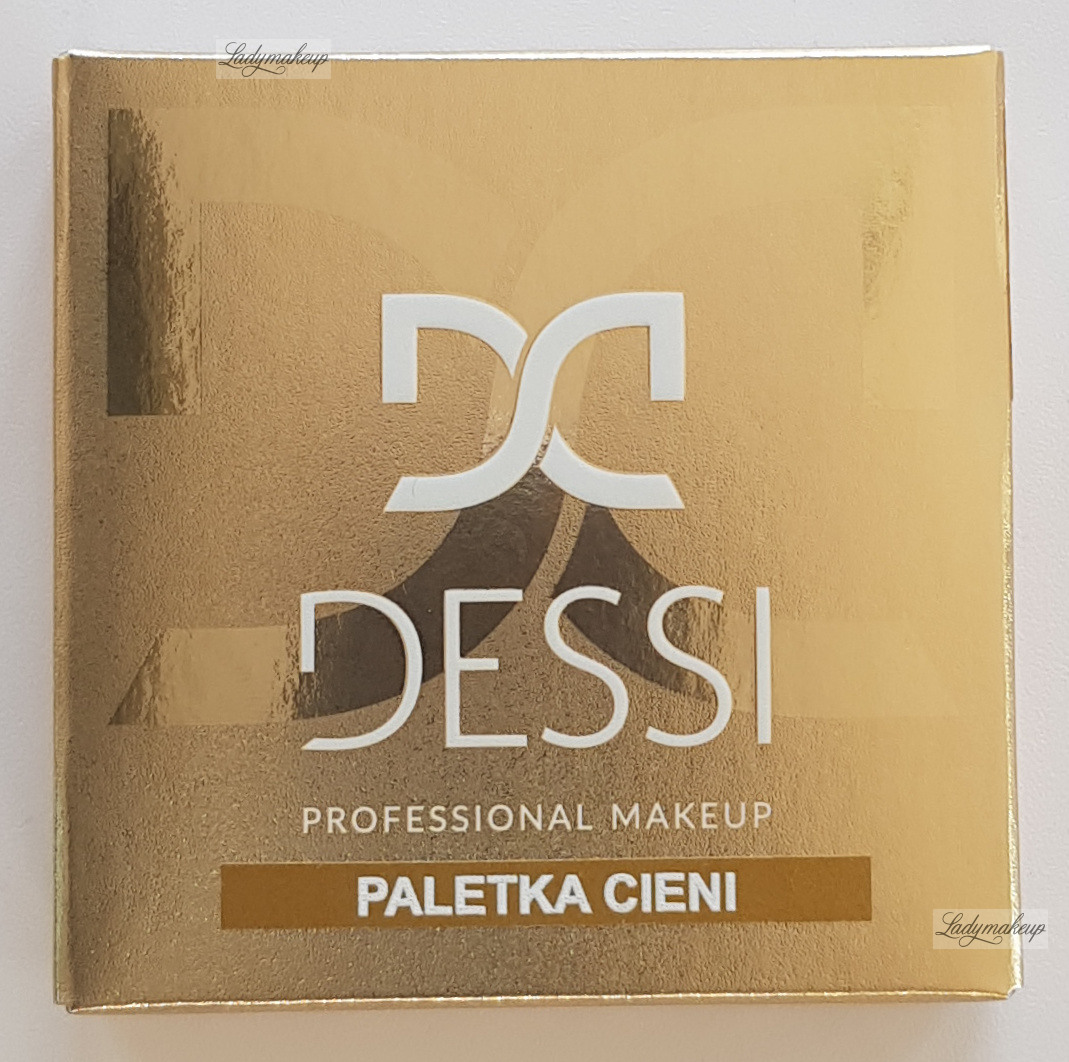 Ladymakeup
DESSI
PROFESSIONAL MAKEUP
PALETKA CIENI
Ladymakeup